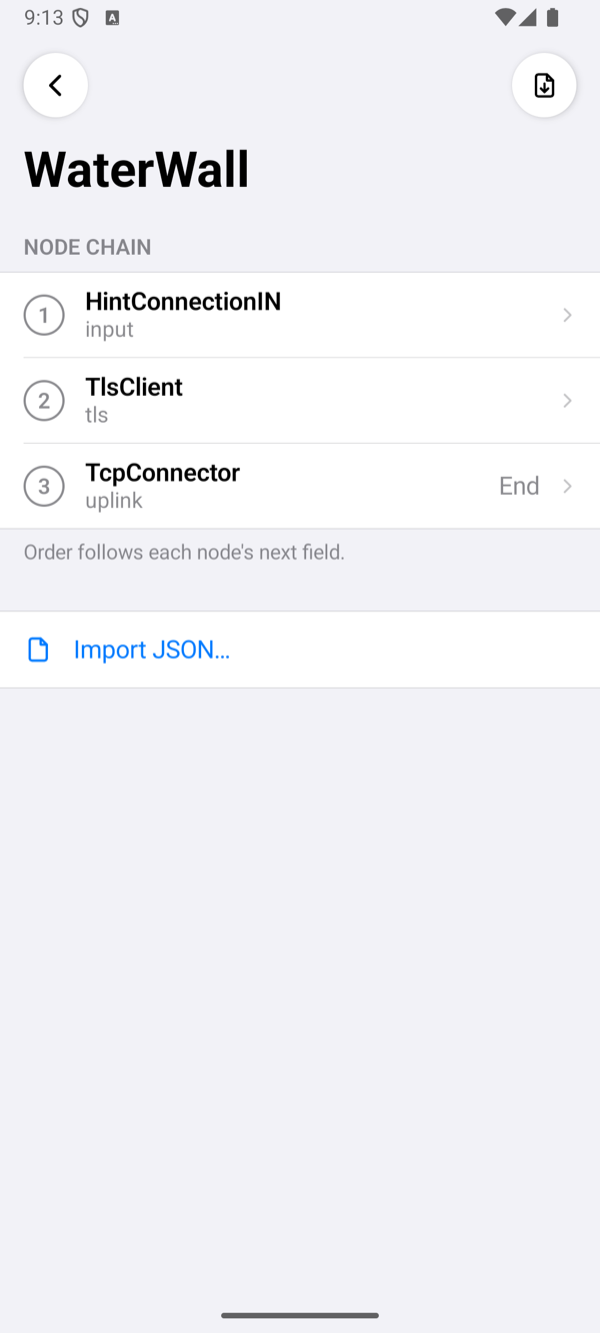 9:13
A
WaterWall
NODE CHAIN
1
HintConnectionIN
input
2
TlsClient
tls
3
TcpConnector
uplink
End
Order follows each node's next field.
Import JSON...